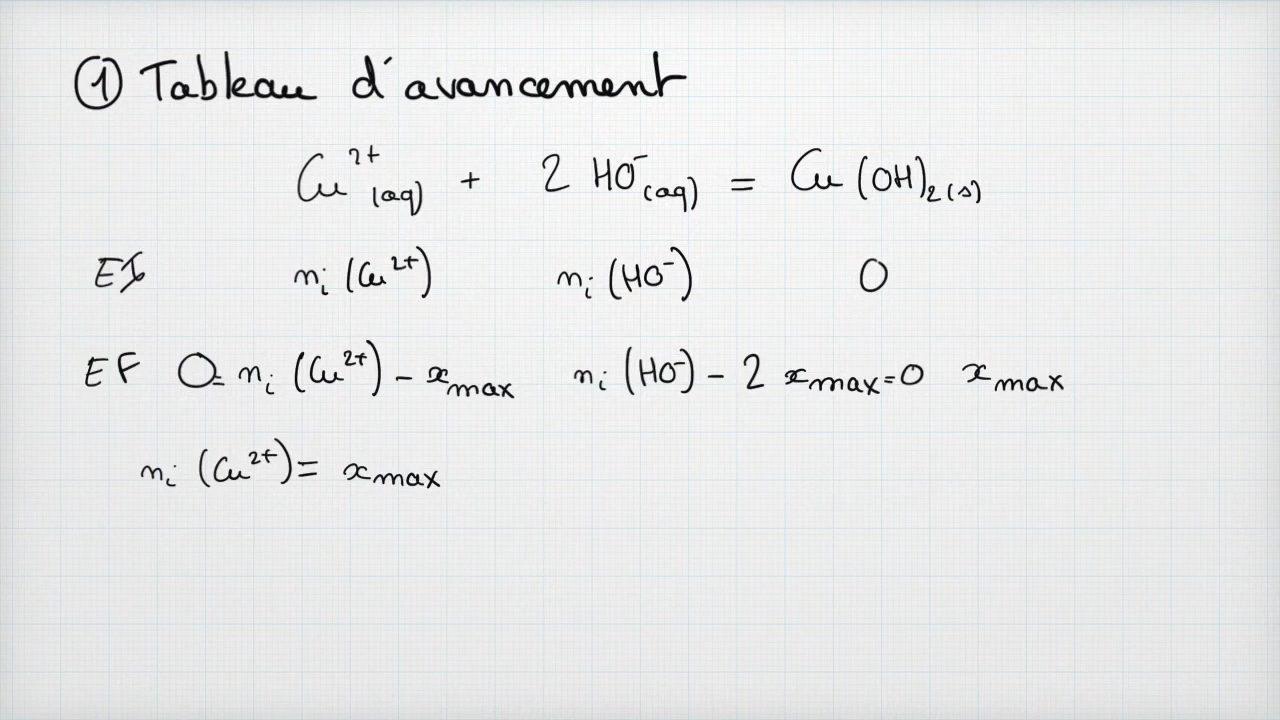 ① Tableau d'avancement
Cu²⁺(aq) + 2 HO⁻(aq) = Cu(OH)₂(s)
EI nᵢ(Cu²⁺) nᵢ(HO⁻) 0
EF 0 = nᵢ(Cu²⁺) - xmax nᵢ(HO⁻) - 2 xmax = 0 xmax
nᵢ(Cu²⁺) = xmax